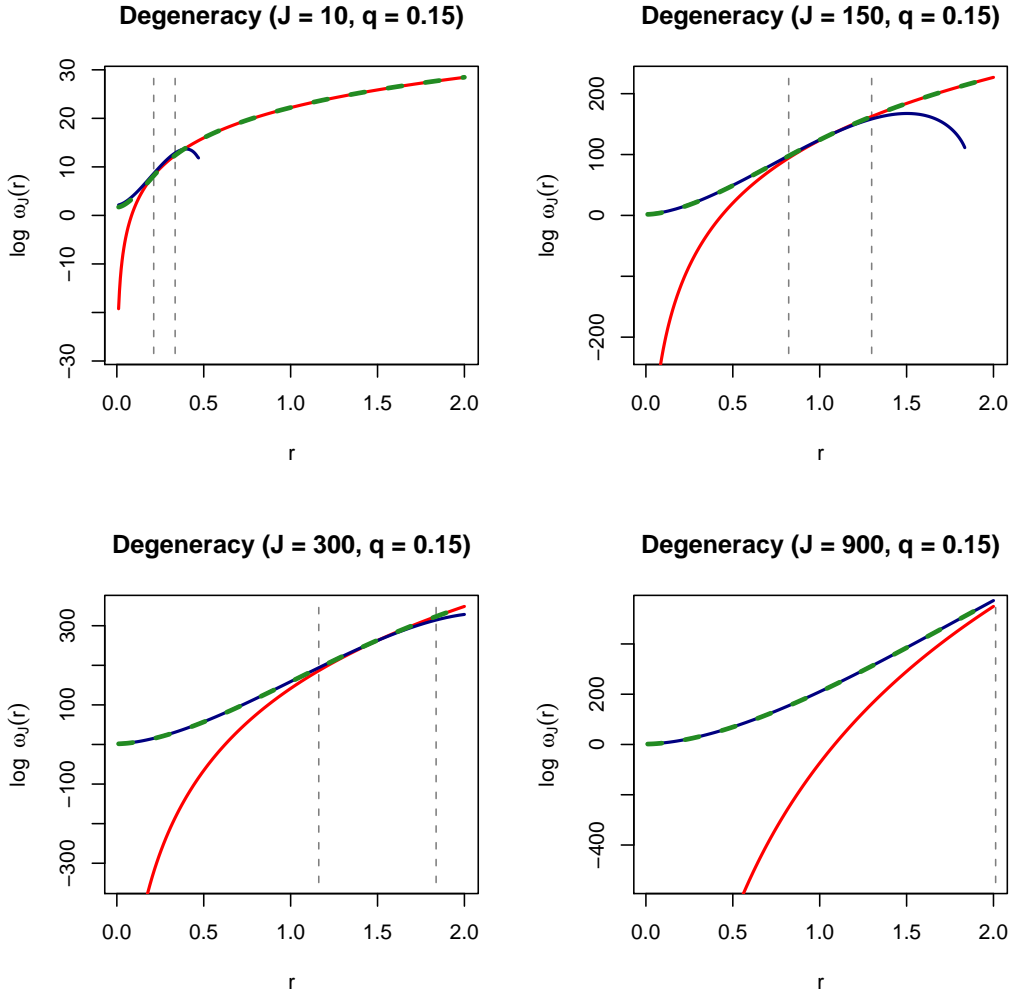 Degeneracy (J = 10, q = 0.15)
log ωJ(r)
30
20
10
0
−10
−30
0.0 0.5 1.0 1.5 2.0
r
Degeneracy (J = 150, q = 0.15)
log ωJ(r)
200
100
0
−200
0.0 0.5 1.0 1.5 2.0
r
Degeneracy (J = 300, q = 0.15)
log ωJ(r)
300
100
−100
−300
0.0 0.5 1.0 1.5 2.0
r
Degeneracy (J = 900, q = 0.15)
log ωJ(r)
200
0
−400
0.0 0.5 1.0 1.5 2.0
r